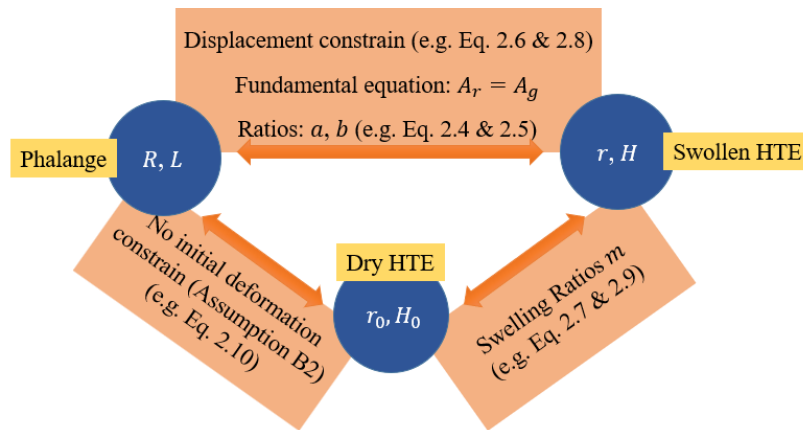 Displacement constrain (e.g. Eq. 2.6 & 2.8)
Fundamental equation: A_r = A_g
Ratios: a, b (e.g. Eq. 2.4 & 2.5)
Phalange
R, L
r, H
Swollen HTE
No initial deformation
constrain (Assumption B2)
(e.g. Eq. 2.10)
Dry HTE
r_0, H_0
Swelling Ratios m
(e.g. Eq. 2.7 & 2.9)